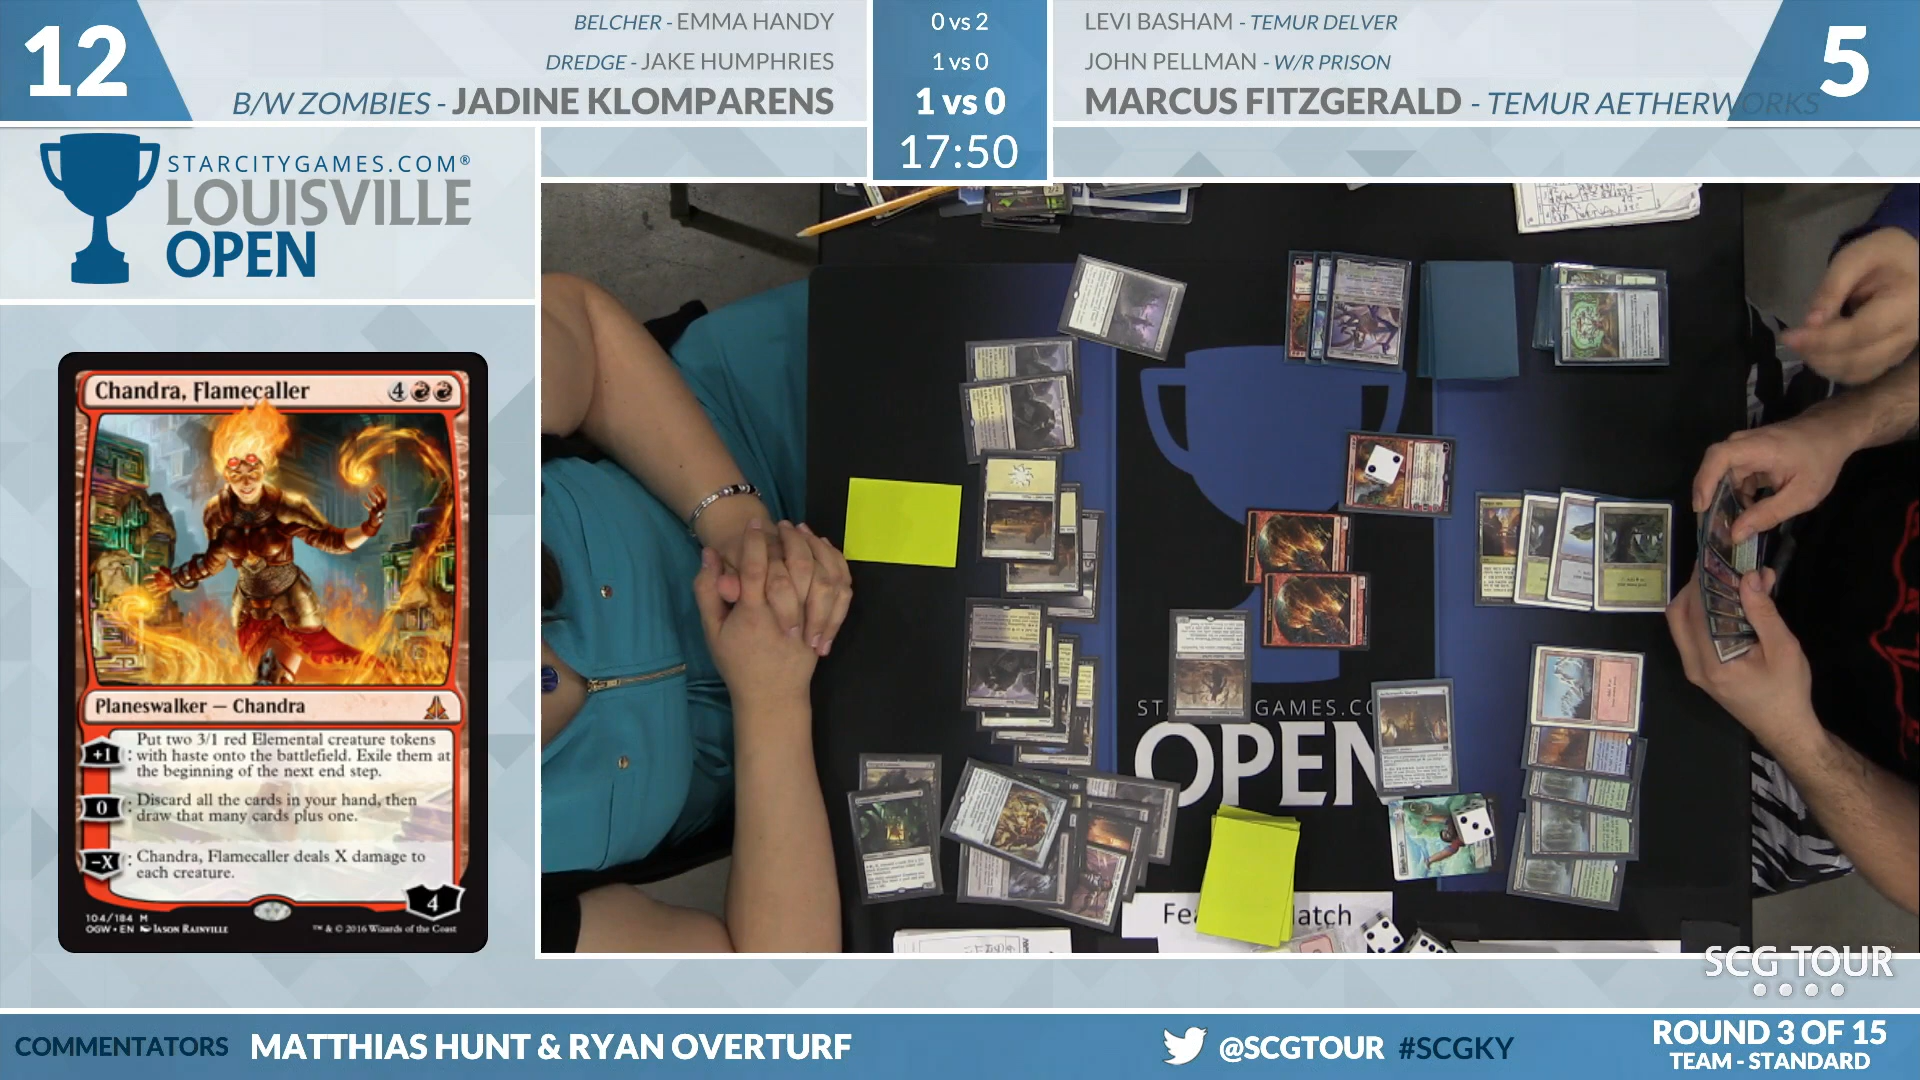 12
BELCHER - EMMA HANDY
DREDGE - JAKE HUMPHRIES
B/W ZOMBIES - JADINE KLOMPARENS
0 vs 2
1 vs 0
1 vs 0
17:50
LEVI BASHAM - TEMUR DELVER
JOHN PELLMAN - W/R PRISON
MARCUS FITZGERALD - TEMUR AETHERWORKS
5
STARCITYGAMES.COM®
LOUISVILLE
OPEN
Chandra, Flamecaller 4
Planeswalker — Chandra
+1 : Put two 3/1 red Elemental creature tokens
with haste onto the battlefield. Exile them at
the beginning of the next end step.
0 : Discard all the cards in your hand, then
draw that many cards plus one.
-X : Chandra, Flamecaller deals X damage to
each creature.
4
104/184 M
OGW • EN JASON RAINVILLE
™ & © 2016 Wizards of the Coast
GAMES.CO
OPEN
SCG TOUR
COMMENTATORS MATTHIAS HUNT & RYAN OVERTURF
@SCGTOUR #SCGKY
ROUND 3 OF 15
TEAM - STANDARD